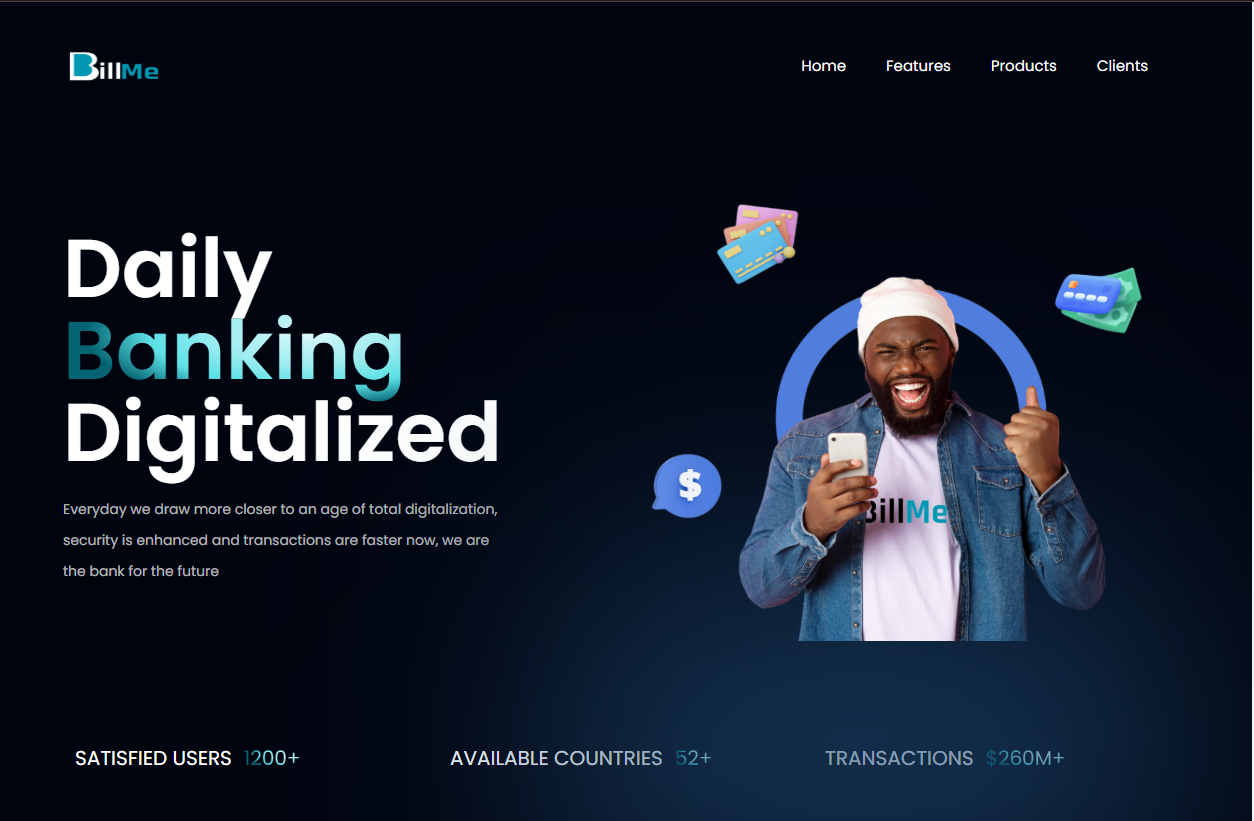 BillMe
Home Features Products Clients
Daily
Banking
Digitalized
Everyday we draw more closer to an age of total digitalization,
security is enhanced and transactions are faster now, we are
the bank for the future
$
BillMe
SATISFIED USERS 1200+
AVAILABLE COUNTRIES 52+
TRANSACTIONS $260M+